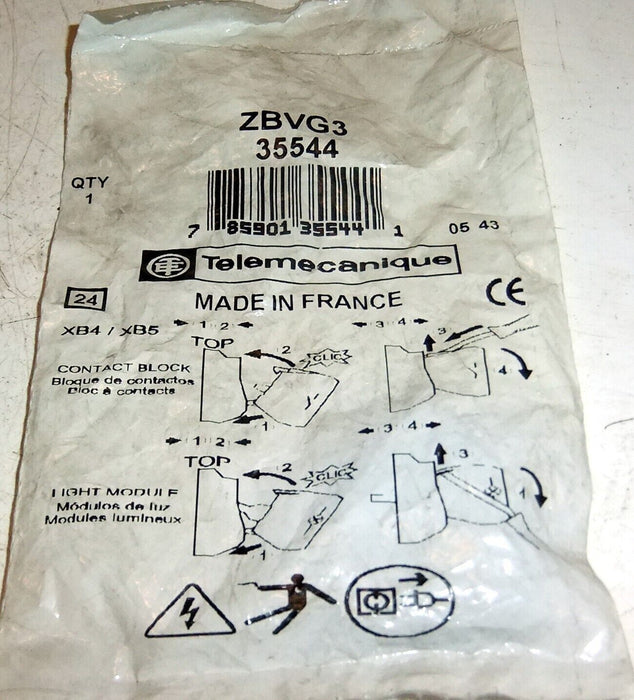 ZBVG3
35544
QTY
1
7 85901 35544 1
05 43
Telemecanique
24
MADE IN FRANCE
CE
XB4 / XB5
1 2
3 4
TOP
2
CLIC
3
CONTACT BLOCK
Bloque de contactos
Bloc à contacts
4
1
1 2
3 4
TOP
2
CLIC
3
LIGHT MODULE
Módulos de luz
Modules lumineux
1